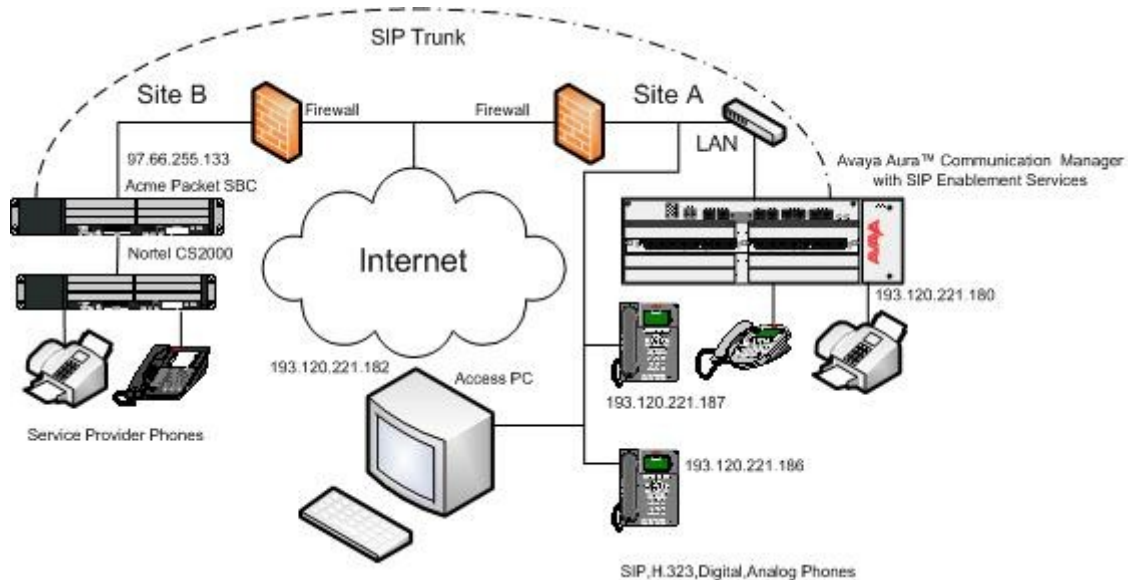 SIP Trunk
Site B
Site A
Firewall
Firewall
LAN
97.66.255.133
Acme Packet SBC
Avaya Aura™ Communication Manager
with SIP Enablement Services
Nortel CS2000
Internet
AVAYA
193.120.221.180
193.120.221.182
Access PC
193.120.221.187
Service Provider Phones
193.120.221.186
SIP,H.323,Digital,Analog Phones